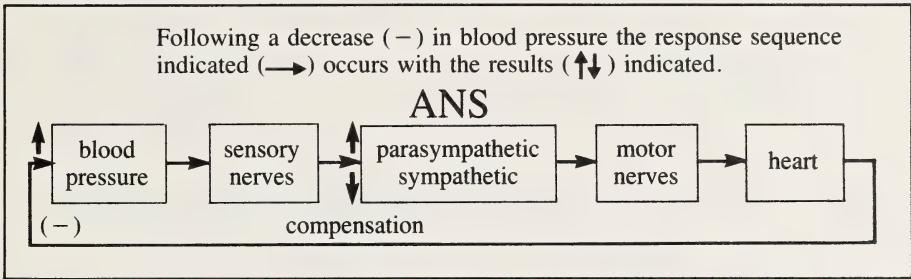 Following a decrease (−) in blood pressure the response sequence
indicated (→) occurs with the results (↑↓) indicated.
ANS
blood
pressure
sensory
nerves
parasympathetic
sympathetic
motor
nerves
heart
(−)
compensation